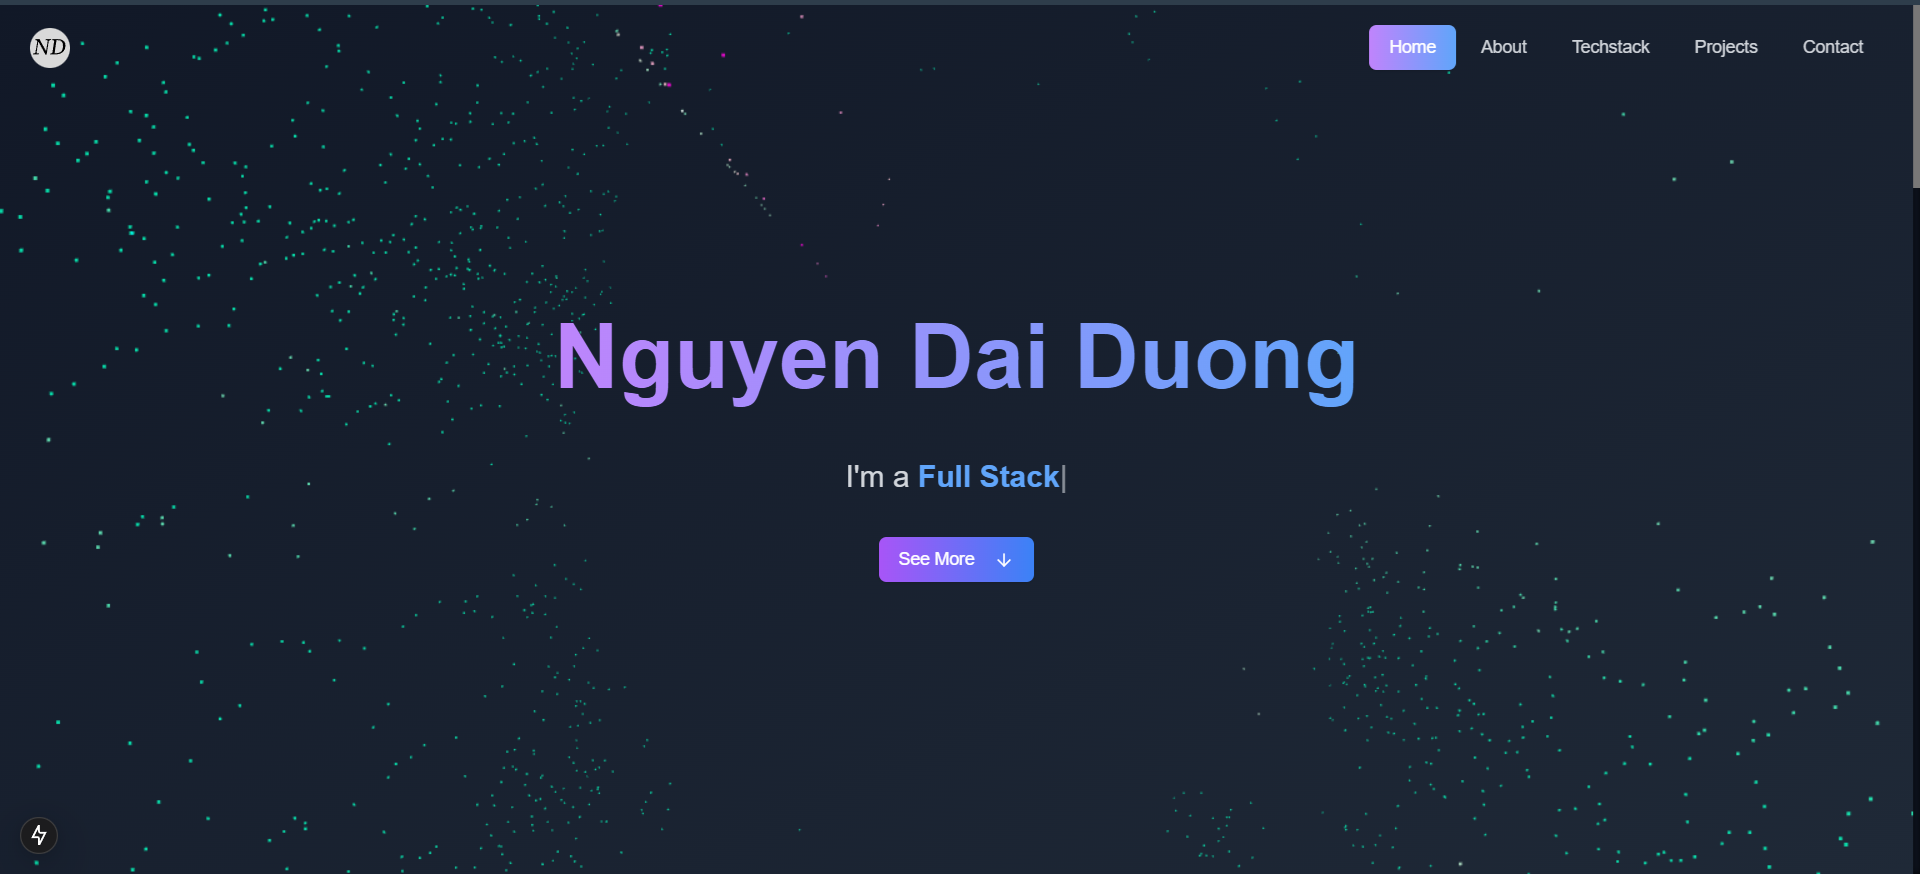 ND
Home About Techstack Projects Contact
Nguyen Dai Duong
I'm a Full Stack|
See More